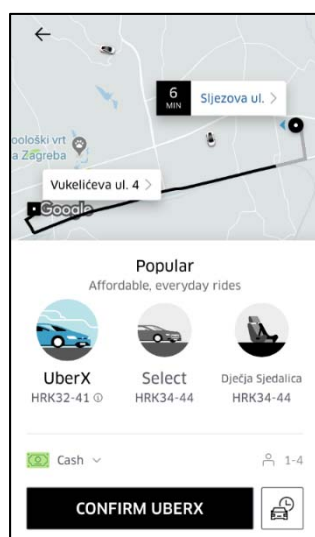 6
MIN
Sljezova ul. >
ološki vrt
a Zagreba
Vukelićeva ul. 4 >
Google
Popular
Affordable, everyday rides
UberX
Select
Dječja Sjedalica
HRK32-41
HRK34-44
HRK34-44
Cash
1-4
CONFIRM UBERX